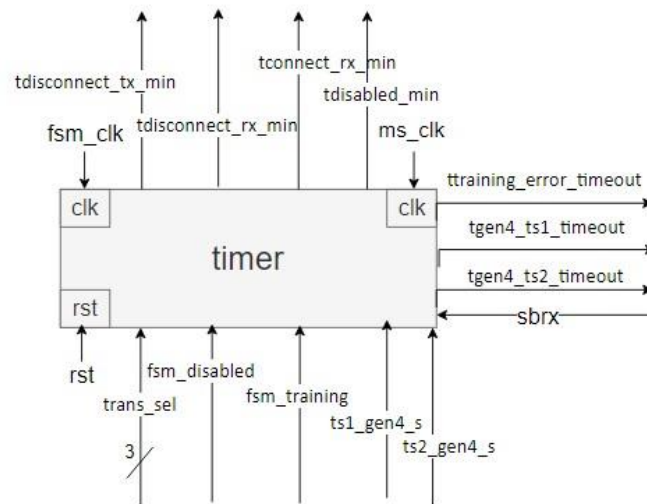 tconnect_rx_min
tdisconnect_tx_min
tdisabled_min
tdisconnect_rx_min
fsm_clk
ms_clk
ttraining_error_timeout
clk
clk
tgen4_ts1_timeout
timer
tgen4_ts2_timeout
rst
sbrx
rst
fsm_disabled
trans_sel
fsm_training
ts1_gen4_s
ts2_gen4_s
3